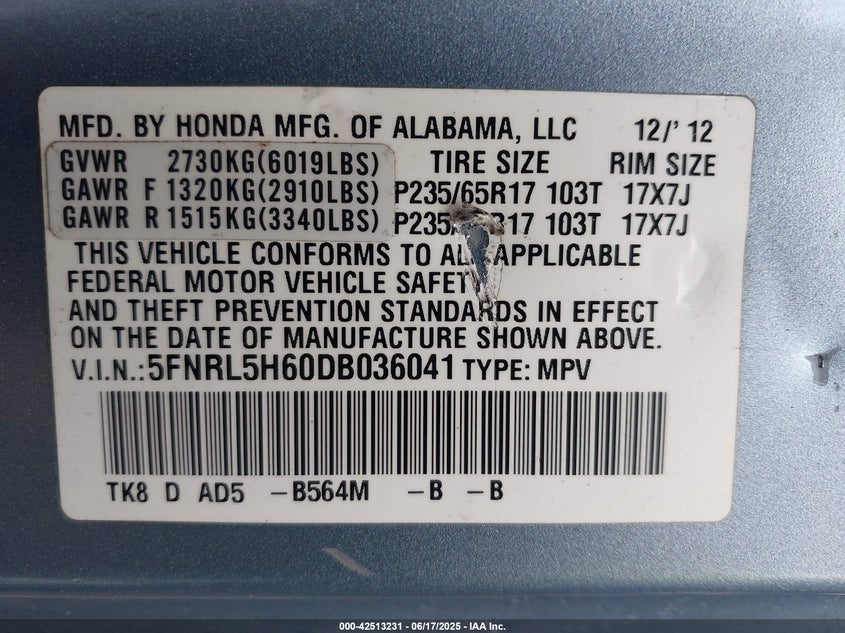 MFD. BY HONDA MFG. OF ALABAMA, LLC 12/'12
GVWR 2730KG(6019LBS) TIRE SIZE RIM SIZE
GAWR F 1320KG(2910LBS) P235/65R17 103T 17X7J
GAWR R 1515KG(3340LBS) R17 103T 17X7J
THIS VEHICLE CONFORMS TO APPLICABLE
FEDERAL MOTOR VEHICLE
AND THEFT PREVENTION STANDARDS IN EFFECT
ON THE DATE OF MANUFACTURE SHOWN ABOVE.
V.I.N.: 5FNRL5H60DB036041 TYPE: MPV
TK8 D AD5 -B564M -B -B
000-42513231 | 06/17/2025 | IAA Inc.